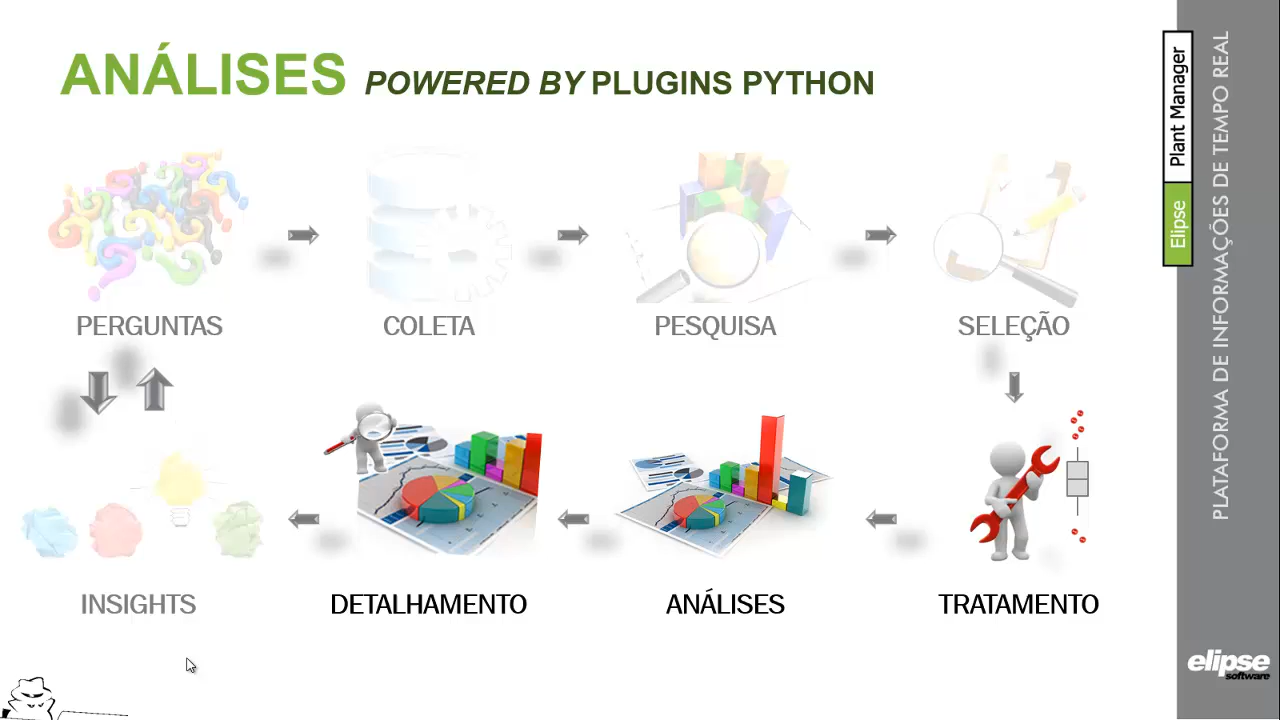 ANÁLISES POWERED BY PLUGINS PYTHON
PERGUNTAS
COLETA
PESQUISA
SELEÇÃO
INSIGHTS
DETALHAMENTO
ANÁLISES
TRATAMENTO
Elipse Plant Manager
PLATAFORMA DE INFORMAÇÕES DE TEMPO REAL
elipse
software